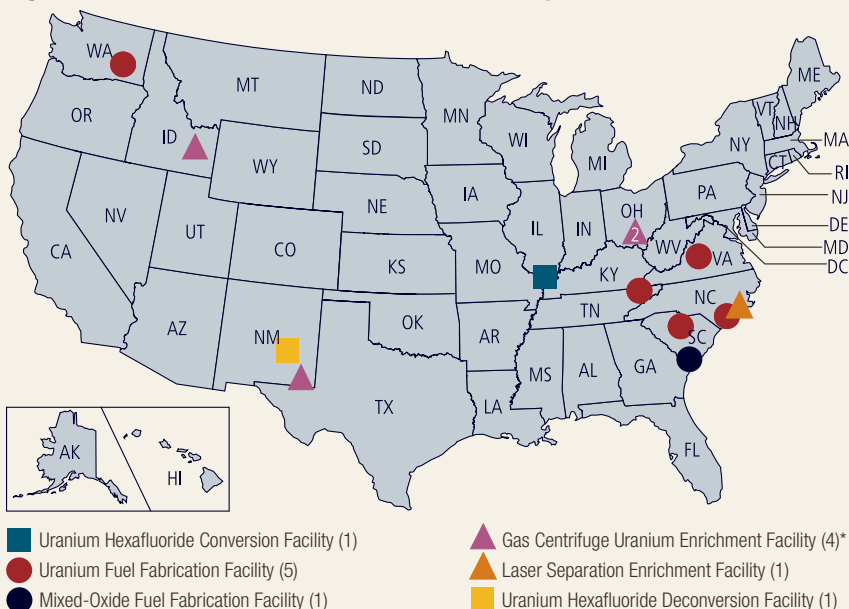 WA
MT
ND
ME
OR
MN
VT
NH
ID
SD
WI
NY
MA
WY
MI
RI
CT
IA
PA
NJ
NE
OH
NV
IL
IN
DE
UT
2
MD
CO
WV
VA
DC
CA
KS
MO
KY
NC
TN
OK
AZ
NM
AR
SC
MS
AL
GA
TX
LA
FL
AK
HI
Uranium Hexafluoride Conversion Facility (1)
Gas Centrifuge Uranium Enrichment Facility (4)*
Uranium Fuel Fabrication Facility (5)
Laser Separation Enrichment Facility (1)
Mixed-Oxide Fuel Fabrication Facility (1)
Uranium Hexafluoride Deconversion Facility (1)